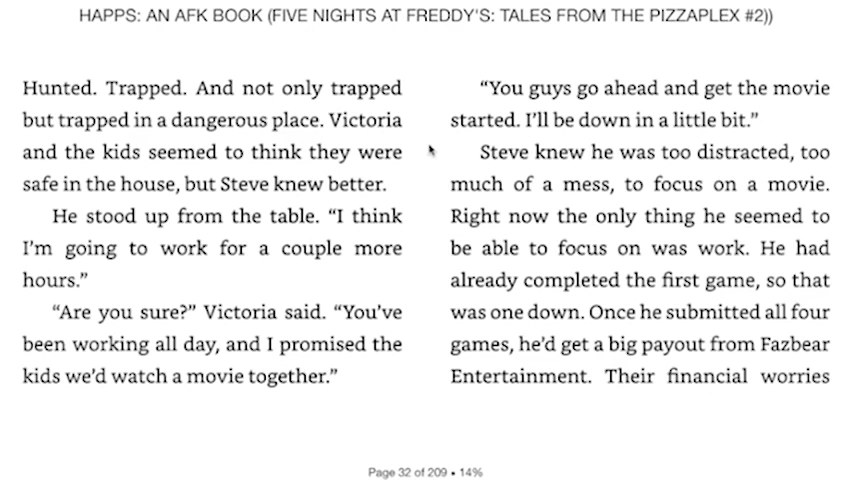 HAPPS: AN AFK BOOK (FIVE NIGHTS AT FREDDY'S: TALES FROM THE PIZZAPLEX #2))
Hunted. Trapped. And not only trapped
but trapped in a dangerous place. Victoria
and the kids seemed to think they were
safe in the house, but Steve knew better.
He stood up from the table. “I think
I’m going to work for a couple more
hours.”
“Are you sure?” Victoria said. “You’ve
been working all day, and I promised the
kids we’d watch a movie together.”
“You guys go ahead and get the movie
started. I’ll be down in a little bit.”
Steve knew he was too distracted, too
much of a mess, to focus on a movie.
Right now the only thing he seemed to
be able to focus on was work. He had
already completed the first game, so that
was one down. Once he submitted all four
games, he’d get a big payout from Fazbear
Entertainment. Their financial worries
Page 32 of 209 • 14%